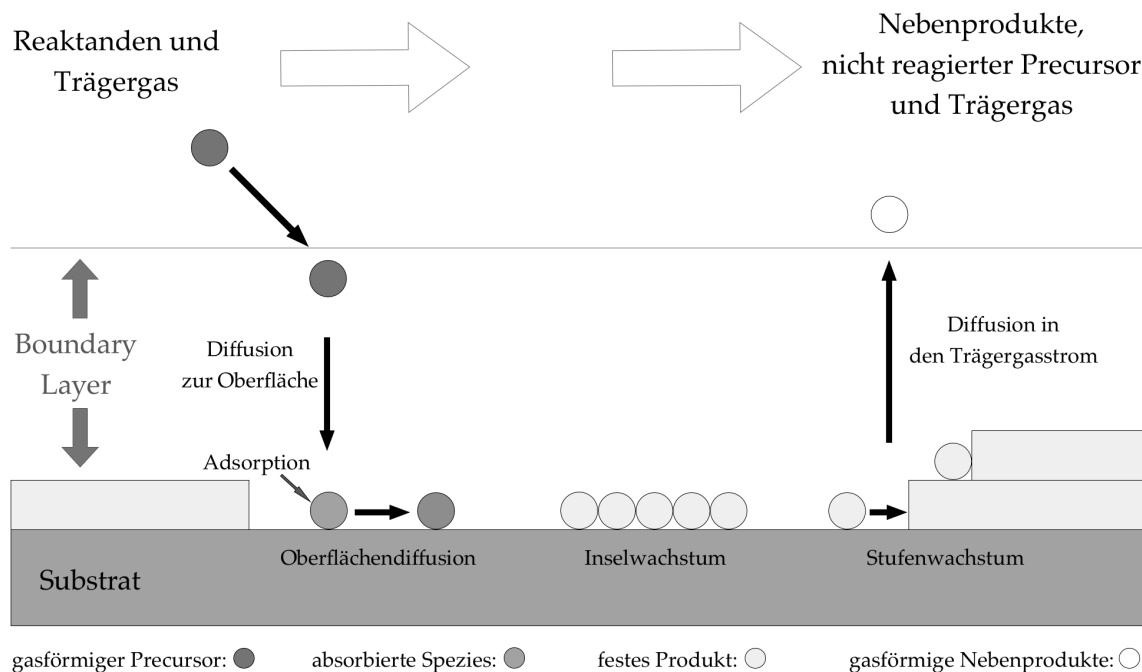 Reaktanden und
Trägergas
Nebenprodukte,
nicht reagierter Precursor
und Trägergas
Boundary
Layer
Diffusion
zur Oberfläche
Diffusion in
den Trägergasstrom
Adsorption
Oberflächendiffusion
Inselwachstum
Stufenwachstum
Substrat
gasförmiger Precursor:
absorbierte Spezies:
festes Produkt:
gasförmige Nebenprodukte: